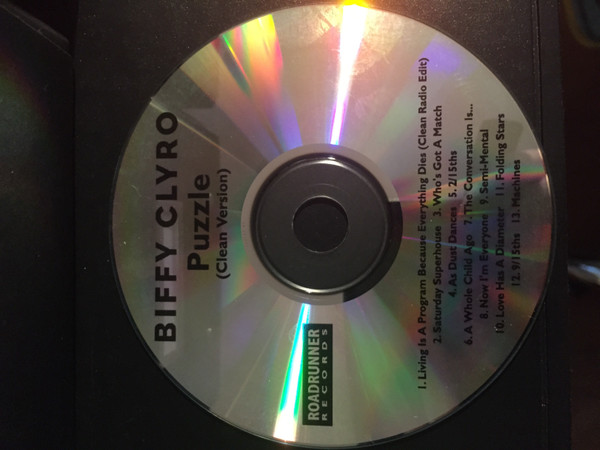 BIFFY CLYRO
Puzzle
(Clean Version)
ROADRUNNER
RECORDS
1. Living Is A Program Because Everything Dies (Clean Radio Edit)
2. Saturday Superhouse 3. Who's Got A Match
4. As Dust Dances 5. 2/15ths
6. A Whole Child Ago 7. The Conversation Is...
8. Now I'm Everyone 9. Semi-Mental
10. Love Has A Diameter 11. Folding Stars
12. 9/15ths 13. Machines